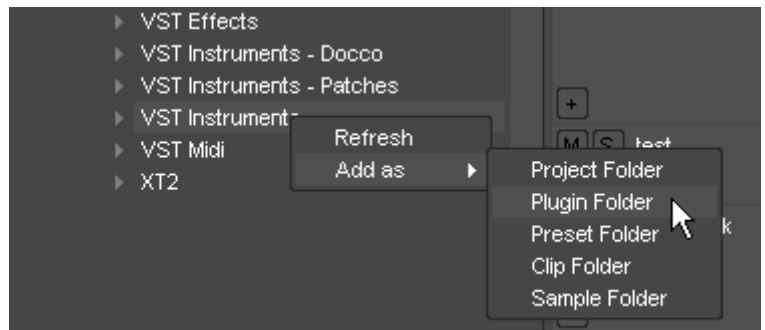 VST Effects
VST Instruments - Docco
VST Instruments - Patches
VST Instruments
VST Midi
XT2
Refresh
Add as
+
M S test
Project Folder
Plugin Folder
Preset Folder
Clip Folder
Sample Folder
k